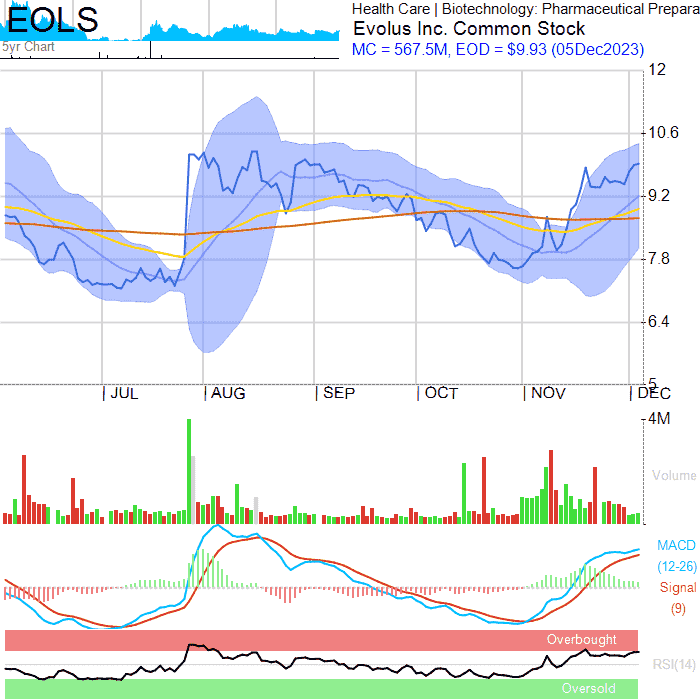 EOLS
5yr Chart
Health Care | Biotechnology: Pharmaceutical Prepara
Evolus Inc. Common Stock
MC = 567.5M, EOD = $9.93 (05Dec2023)
12
10.6
9.2
7.8
6.4
5
JUL AUG SEP OCT NOV DEC
4M
Volume
MACD
(12-26)
Signal
(9)
Overbought
RSI(14)
Oversold